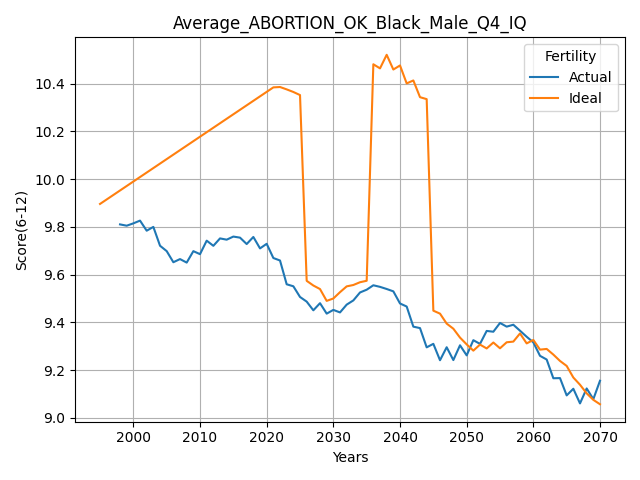 Average_ABORTION_OK_Black_Male_Q4_IQ
Fertility
Actual
Ideal
Score(6-12)
10.4
10.2
10.0
9.8
9.6
9.4
9.2
9.0
2000 2010 2020 2030 2040 2050 2060 2070
Years